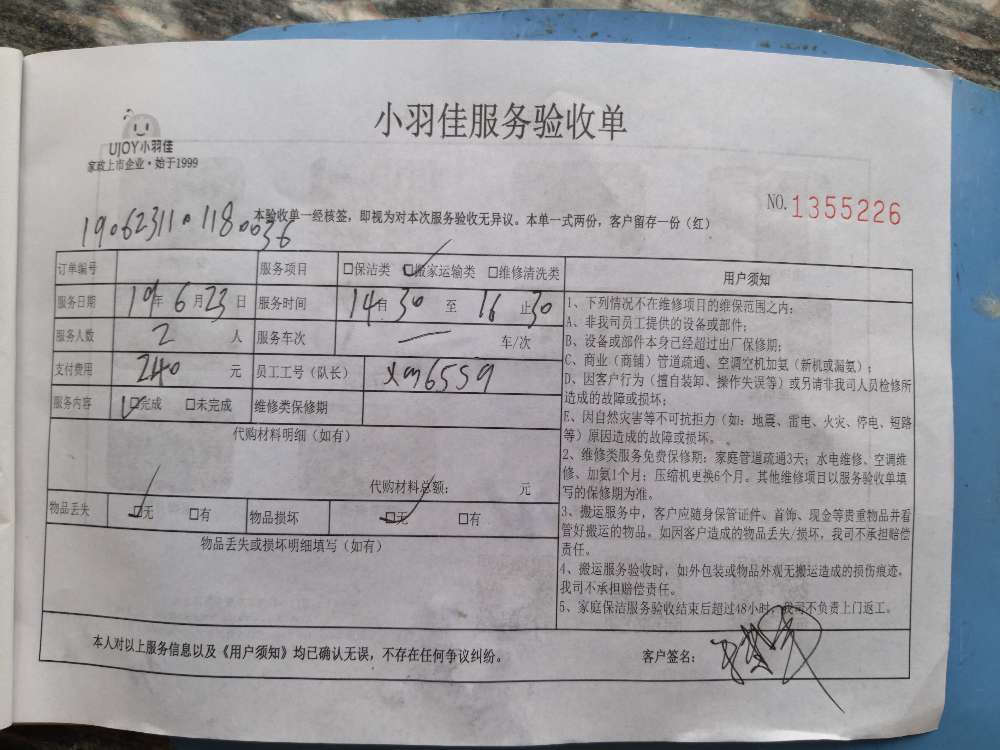 小羽佳服务验收单
UJOY小羽佳
家政上市企业·始于1999
NO.1355226
1906231101180036
本验收单一经核签，即视为对本次服务验收无异议。本单一式两份，客户留存一份（红）
订单编号 服务项目 □保洁类 □搬家运输类 □维修清洗类
服务日期 19年6月23日 服务时间 14自30 至 16止30
服务人数 2 人 服务车次 车/次
支付费用 240 元 员工工号（队长） xm6559
服务内容 □完成 □未完成 维修类保修期
代购材料明细（如有）
代购材料总额： 元
物品丢失 □无 □有 物品损坏 □无 □有
物品丢失或损坏明细填写（如有）
用户须知
1、下列情况不在维修项目的维保范围之内：
A、非我司员工提供的设备或部件；
B、设备或部件本身已经超过出厂保修期；
C、商业（商铺）管道疏通、空调空机加氨（新机或漏氨）；
D、因客户行为（擅自装卸、操作失误等）或另请非我司人员检修所
造成的故障或损坏；
E、因自然灾害等不可抗拒力（如：地震、雷电、火灾、停电、短路
等）原因造成的故障或损坏。
2、维修类服务免费保修期：家庭管道疏通3天；水电维修、空调维
修、加氨1个月；压缩机更换6个月。其他维修项目以服务验收单填
写的保修期为准。
3、搬运服务中，客户应随身保管证件、首饰、现金等贵重物品并看
管好搬运的物品。如因客户造成的物品丢失/损坏，我司不承担赔偿
责任。
4、搬运服务验收时，如外包装或物品外观无搬运造成的损伤痕迹，
我司不承担赔偿责任。
5、家庭保洁服务验收结束后超过48小时，我司不负责上门返工。
本人对以上服务信息以及《用户须知》均已确认无误，不存在任何争议纠纷。 客户签名：